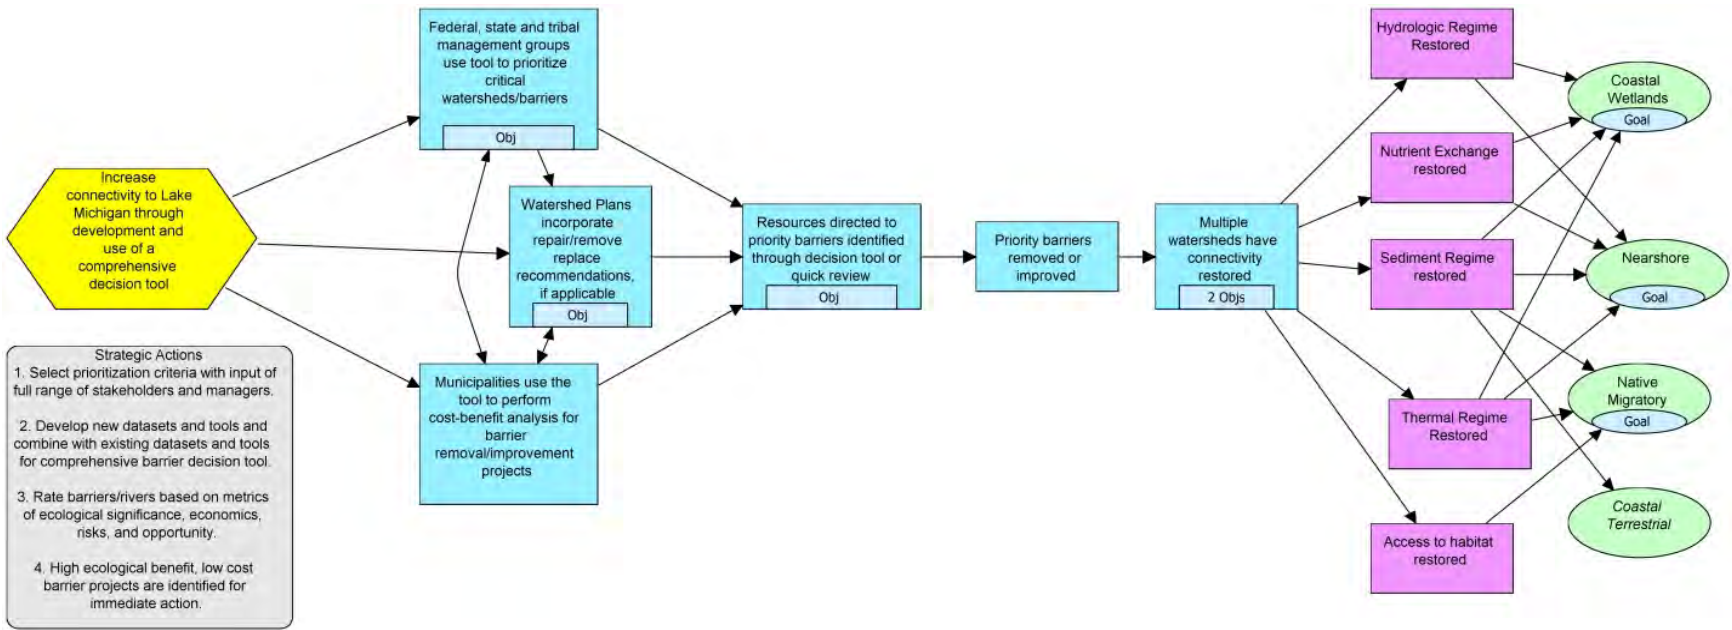 Increase
connectivity to Lake
Michigan through
development and
use of a
comprehensive
decision tool
Strategic Actions
1. Select prioritization criteria with input of
full range of stakeholders and managers.
2. Develop new datasets and tools and
combine with existing datasets and tools
for comprehensive barrier decision tool.
3. Rate barriers/rivers based on metrics
of ecological significance, economics,
risks, and opportunity.
4. High ecological benefit, low cost
barrier projects are identified for
immediate action.
Federal, state and tribal
management groups
use tool to prioritize
critical
watersheds/barriers
Obj
Watershed Plans
incorporate
repair/remove
replace
recommendations,
if applicable
Obj
Municipalities use the
tool to perform
cost-benefit analysis for
barrier
removal/improvement
projects
Resources directed to
priority barriers identified
through decision tool or
quick review
Obj
Priority barriers
removed or
improved
Multiple
watersheds have
connectivity
restored
2 Objs
Hydrologic Regime
Restored
Nutrient Exchange
restored
Sediment Regime
restored
Thermal Regime
Restored
Access to habitat
restored
Coastal
Wetlands
Goal
Nearshore
Goal
Native
Migratory
Goal
Coastal
Terrestrial